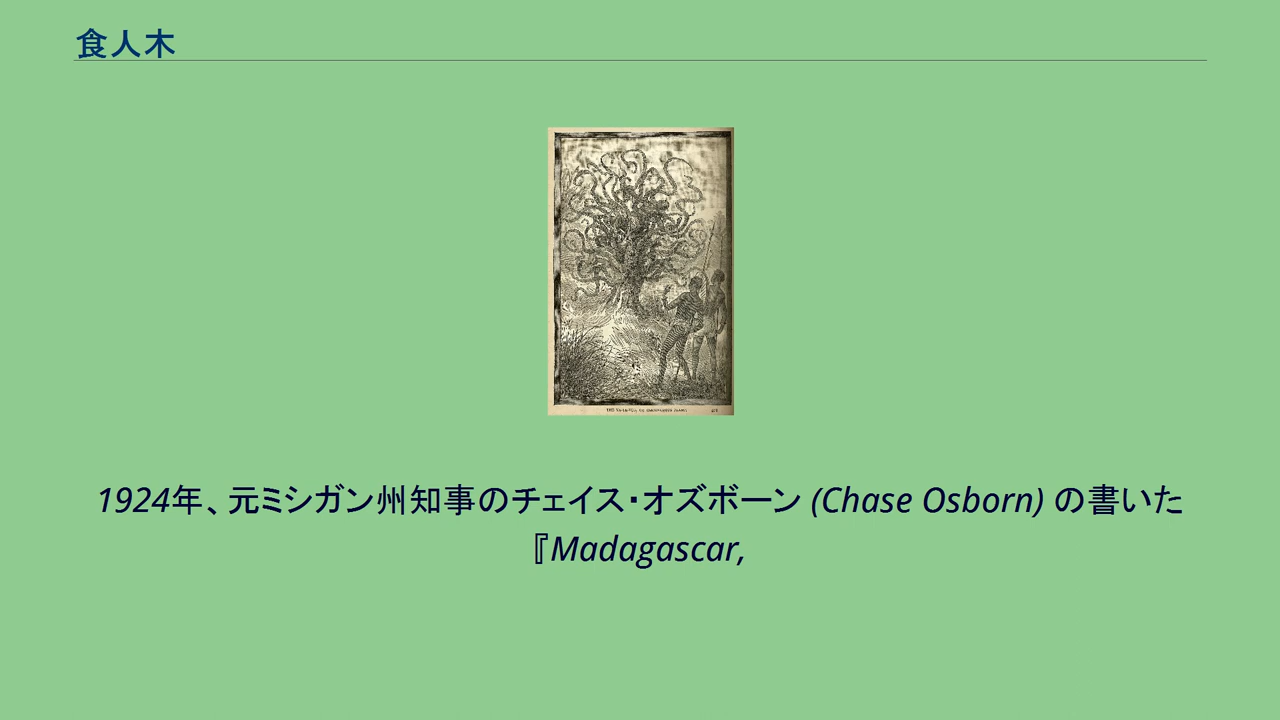 食人木
1924年、元ミシガン州知事のチェイス・オズボーン (Chase Osborn) の書いた
『Madagascar,